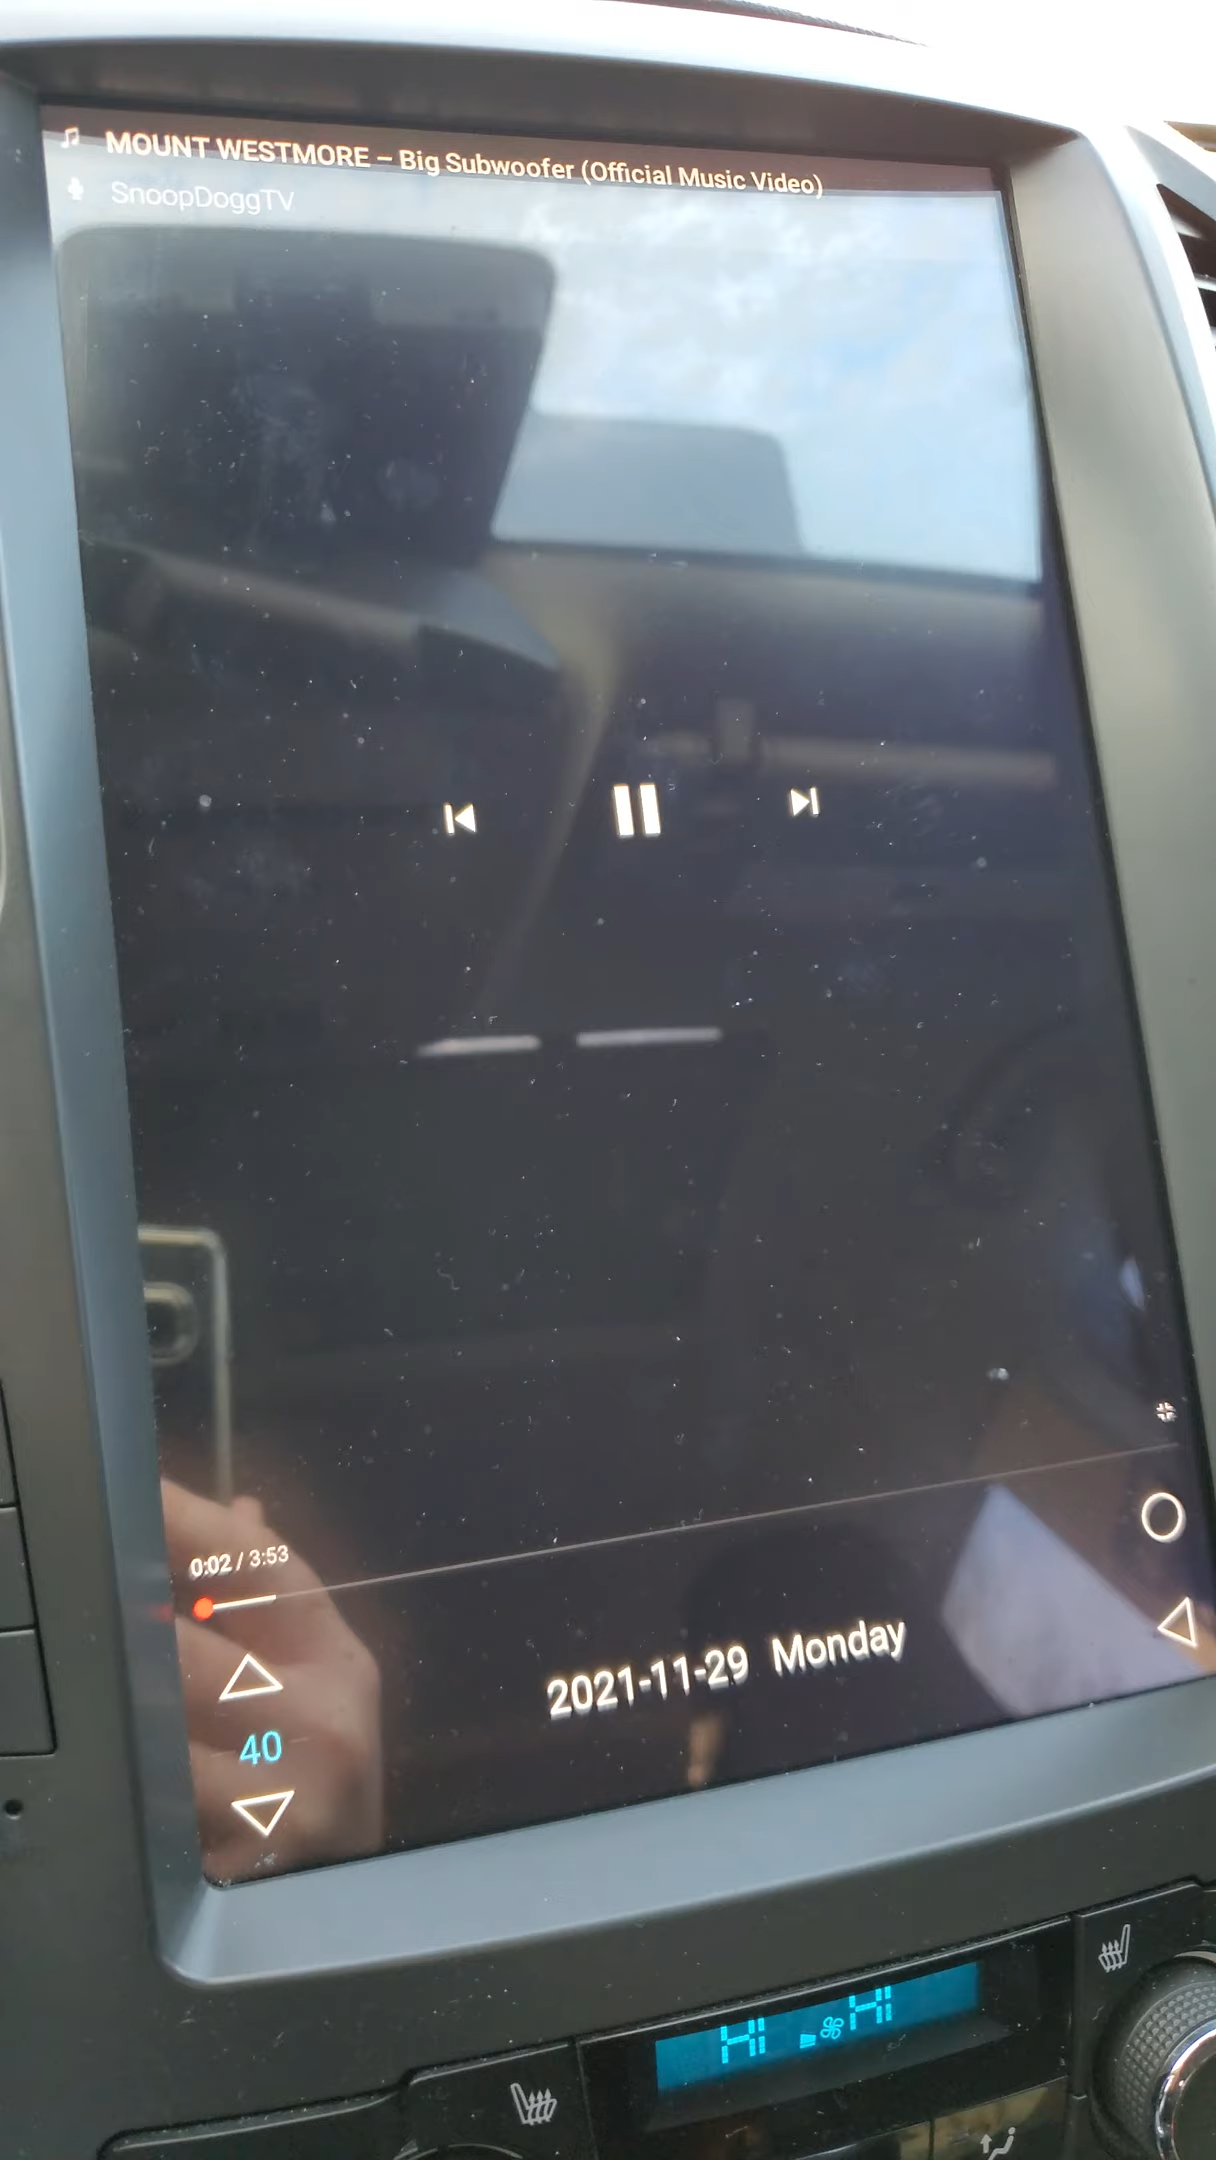 MOUNT WESTMORE – Big Subwoofer (Official Music Video)
SnoopDoggTV
0:02 / 3:53
40
2021-11-29 Monday
HI HI